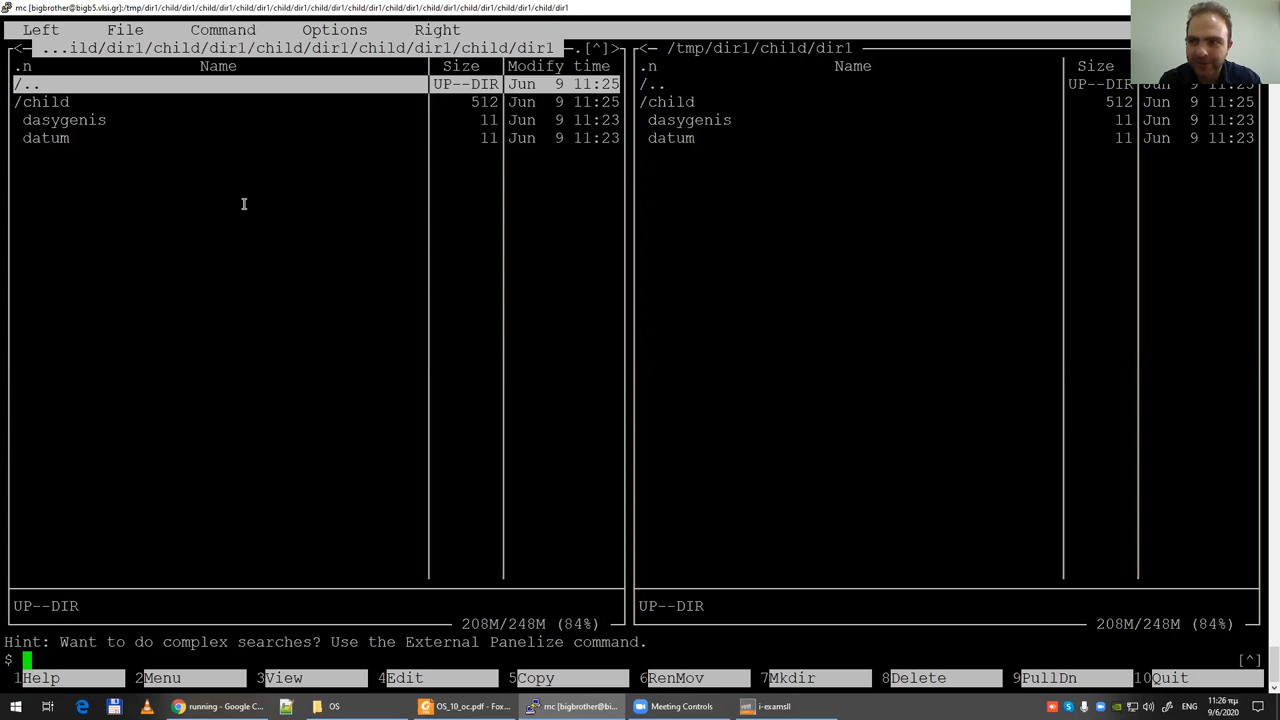 mc [bigbrother@bigb5.vlsi.gr]:/tmp/dir1/child/dir1/child/dir1/child/dir1/child/dir1/child/dir1/child/dir1/child/dir1/child/dir1
Left File Command Options Right
<─ ...ild/dir1/child/dir1/child/dir1/child/dir1/child/dir1 ─.[^]>
.n Name Size Modify time
/.. UP--DIR Jun 9 11:25
/child 512 Jun 9 11:25
dasygenis 11 Jun 9 11:23
datum 11 Jun 9 11:23
UP--DIR
208M/248M (84%)
<─ /tmp/dir1/child/dir1
.n Name Size
/.. UP--DIR Jun 9 11:25
/child 512 Jun 9 11:25
dasygenis 11 Jun 9 11:23
datum 11 Jun 9 11:23
UP--DIR
208M/248M (84%)
Hint: Want to do complex searches? Use the External Panelize command.
$ [^]
1Help 2Menu 3View 4Edit 5Copy 6RenMov 7Mkdir 8Delete 9PullDn 10Quit
running - Google C... OS OS_10_oc.pdf - Fox... mc [bigbrother@bi... Meeting Controls i-examsII
11:26 πμ
9/6/2020